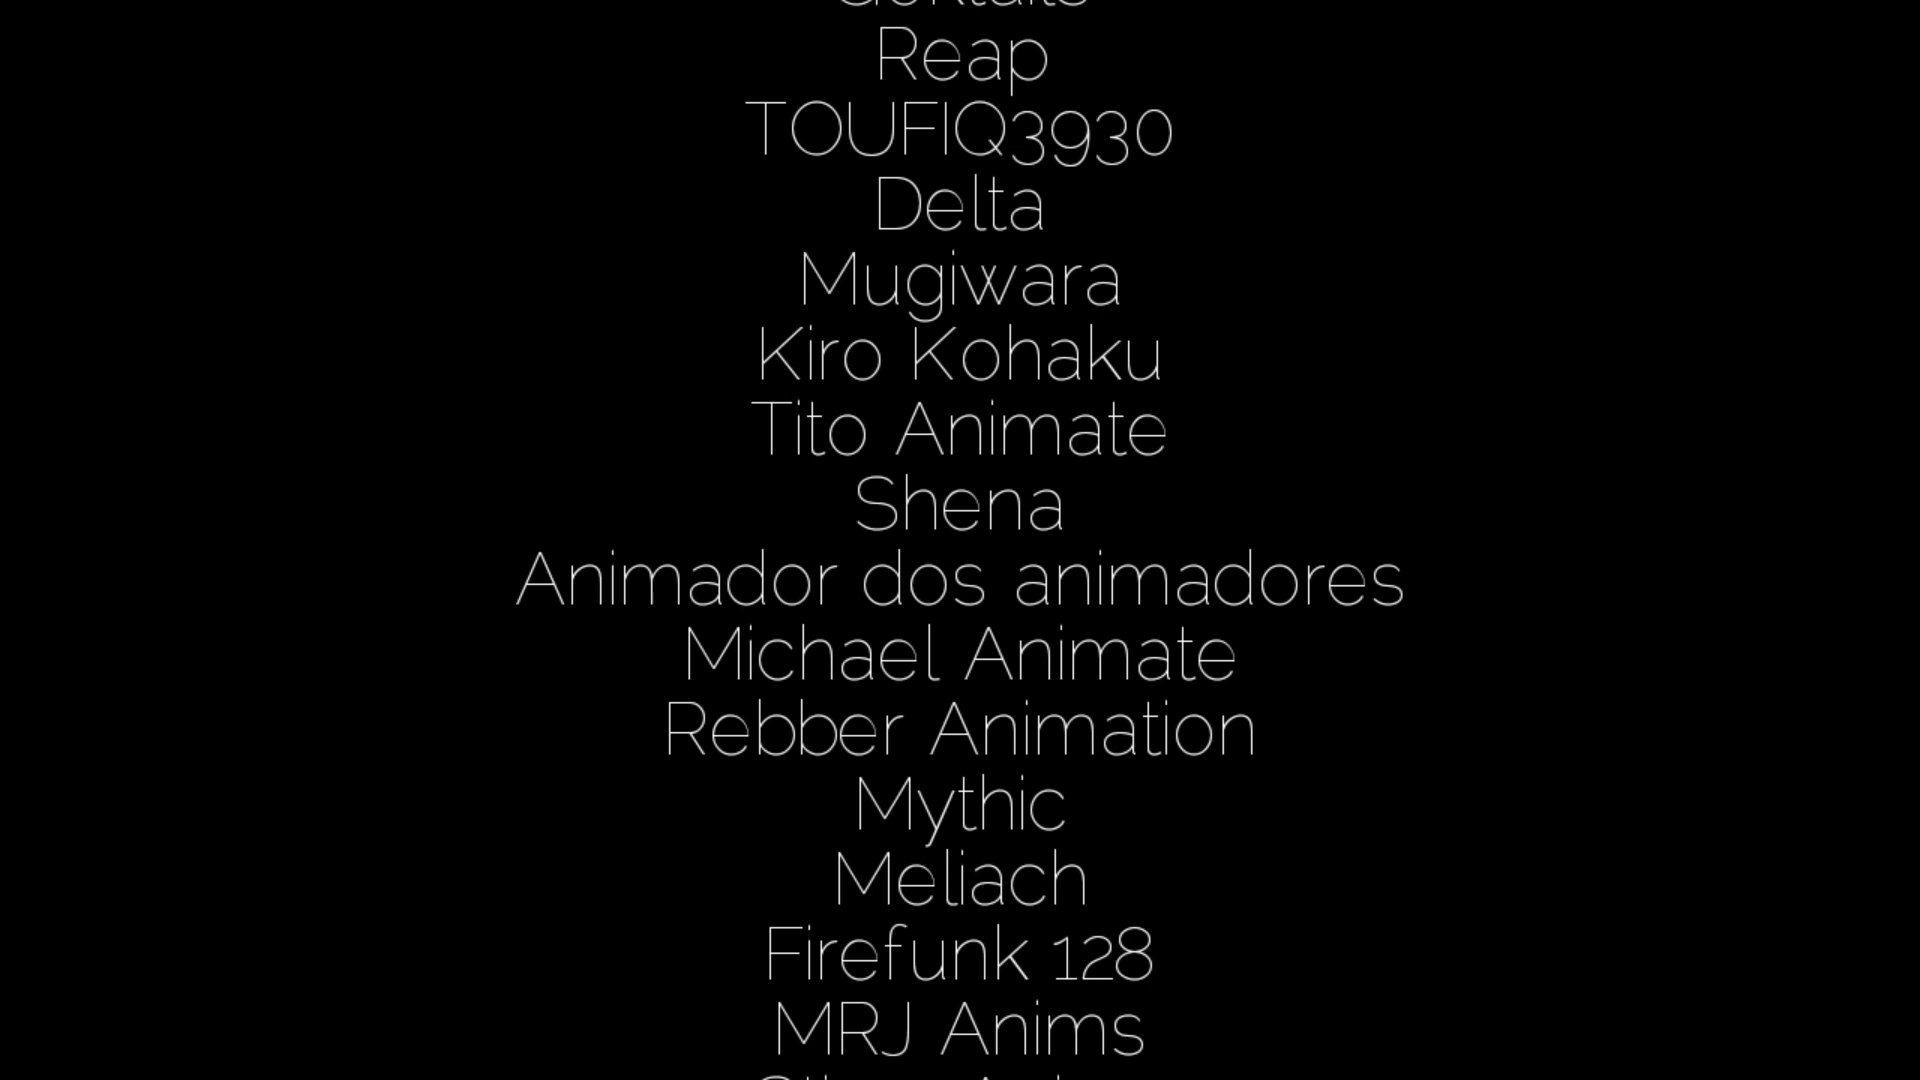 Reap
TOUFIQ3930
Delta
Mugiwara
Kiro Kohaku
Tito Animate
Shena
Animador dos animadores
Michael Animate
Rebber Animation
Mythic
Meliach
Firefunk 128
MRJ Anims